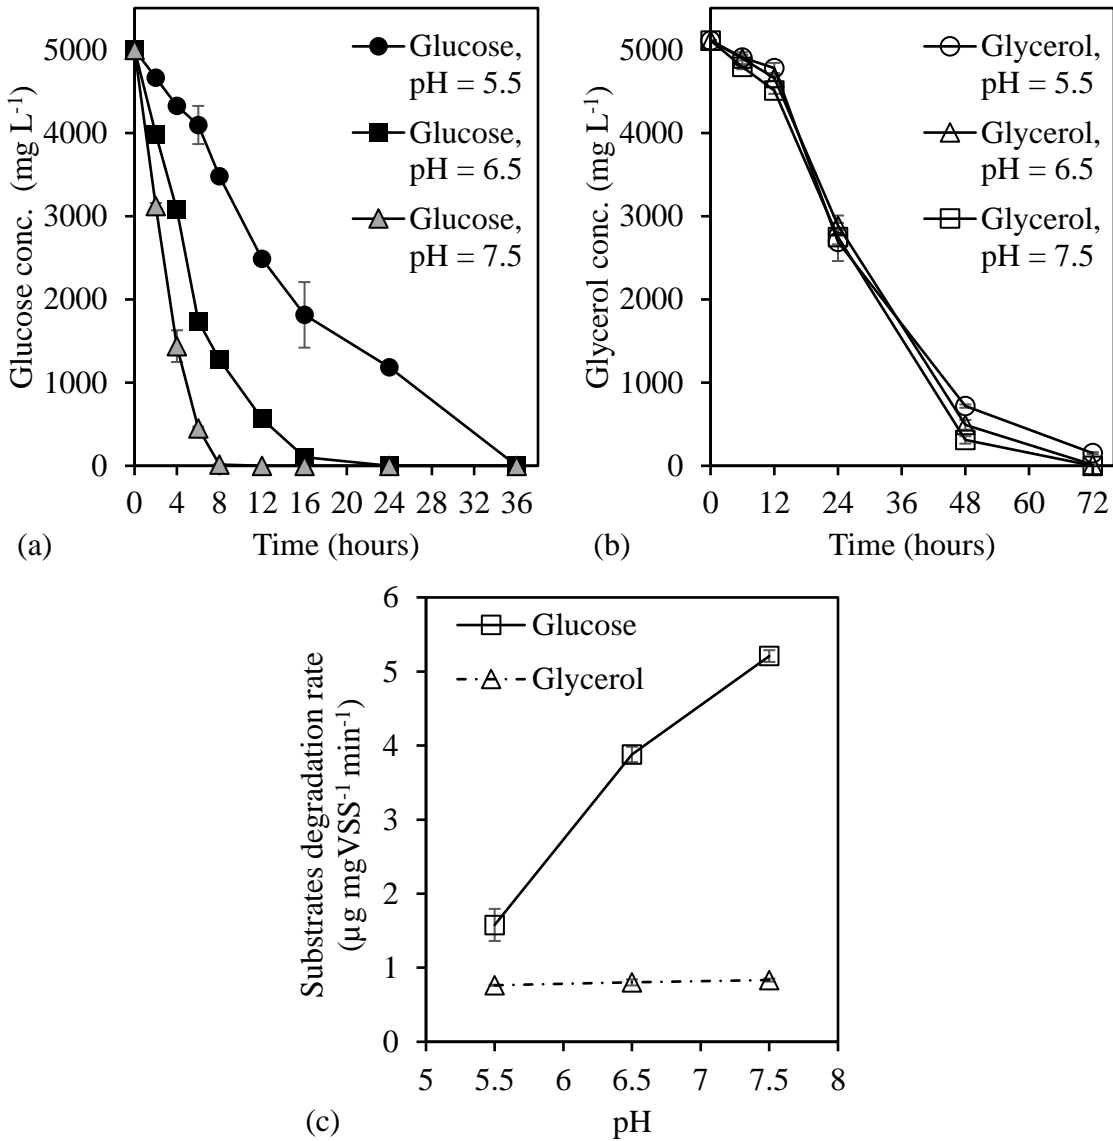 Glucose conc. (mg L⁻¹)
5000
4000
3000
2000
1000
0
Glucose,
pH = 5.5
Glucose,
pH = 6.5
Glucose,
pH = 7.5
0 4 8 12 16 20 24 28 32 36
Time (hours)
(a)
Glycerol conc. (mg L⁻¹)
5000
4000
3000
2000
1000
0
Glycerol,
pH = 5.5
Glycerol,
pH = 6.5
Glycerol,
pH = 7.5
0 12 24 36 48 60 72
Time (hours)
(b)
Substrates degradation rate
(µg mgVSS⁻¹ min⁻¹)
6
5
4
3
2
1
0
Glucose
Glycerol
5 5.5 6 6.5 7 7.5 8
pH
(c)